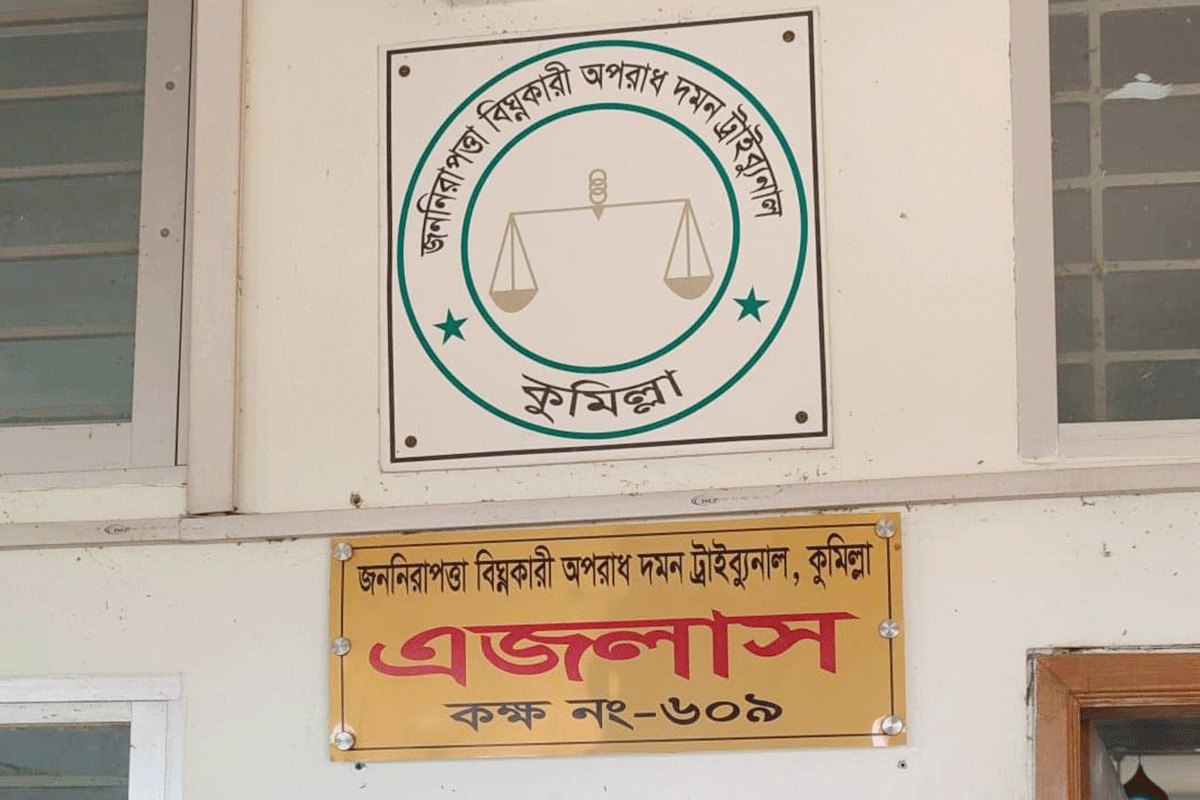 জননিরাপত্তা বিঘ্নকারী অপরাধ দমন ট্রাইব্যুনাল
কুমিল্লা
জননিরাপত্তা বিঘ্নকারী অপরাধ দমন ট্রাইব্যুনাল, কুমিল্লা
এজলাস
কক্ষ নং-৬০৯